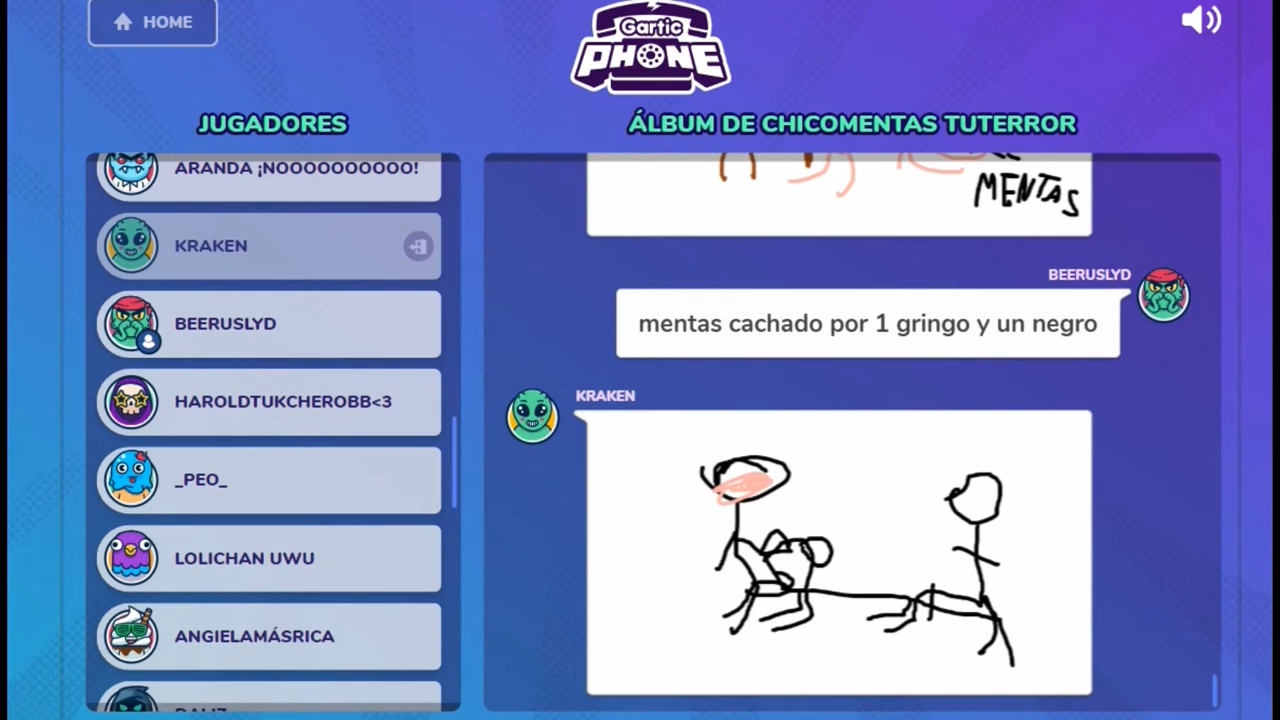 HOME
Gartic
PHONE
JUGADORES
ÁLBUM DE CHICOMENTAS TUTERROR
ARANDA ¡NOOOOOOOOOO!
KRAKEN
BEERUSLYD
HAROLDTUKCHEROBB<3
_PEO_
LOLICHAN UWU
ANGIELAMÁSRICA
MENTAS
BEERUSLYD
mentas cachado por 1 gringo y un negro
KRAKEN